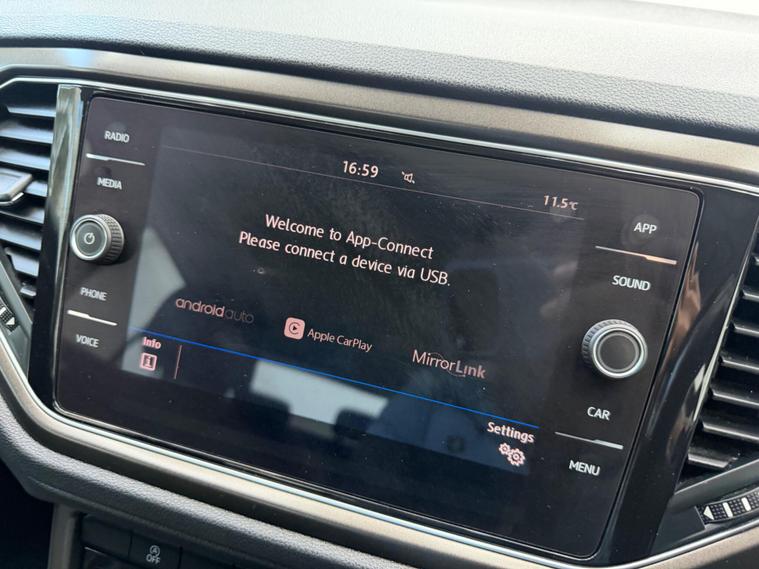 RADIO
MEDIA
PHONE
VOICE
16:59
11.5°C
Welcome to App-Connect
Please connect a device via USB.
androidauto
Apple CarPlay
MirrorLink
Info
i
Settings
APP
SOUND
CAR
MENU
A
OFF